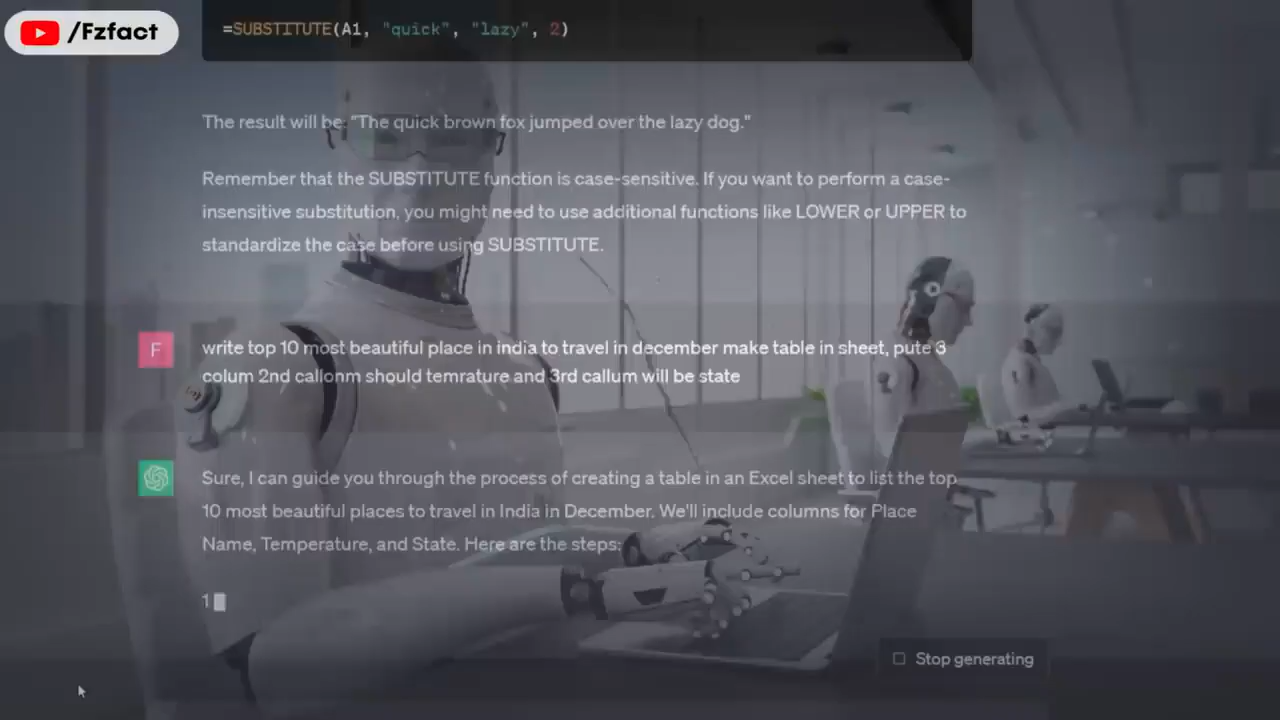 /Fzfact
=SUBSTITUTE(A1, "quick", "lazy", 2)
The result will be: "The quick brown fox jumped over the lazy dog."
Remember that the SUBSTITUTE function is case-sensitive. If you want to perform a case-
insensitive substitution, you might need to use additional functions like LOWER or UPPER to
standardize the case before using SUBSTITUTE.
F
write top 10 most beautiful place in india to travel in december make table in sheet, pute 3
colum 2nd callonm should temrature and 3rd callum will be state
Sure, I can guide you through the process of creating a table in an Excel sheet to list the top
10 most beautiful places to travel in India in December. We'll include columns for Place
Name, Temperature, and State. Here are the steps:
1
Stop generating